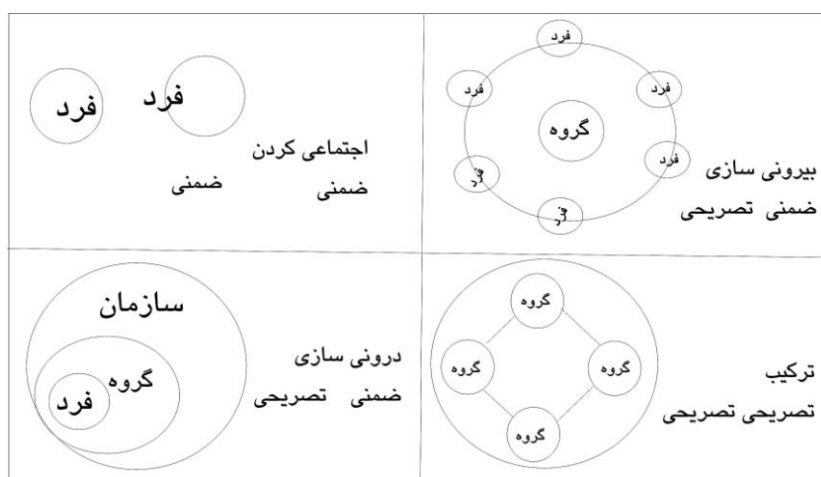 فرد
فرد
اجتماعی کردن
ضمنی ضمنی
فرد
فرد
فرد
گروه
فرد
فرد
فرد
بیرونی سازی
ضمنی تصریحی
سازمان
گروه
فرد
درونی سازی
ضمنی تصریحی
گروه
گروه
گروه
گروه
ترکیب
تصریحی تصریحی